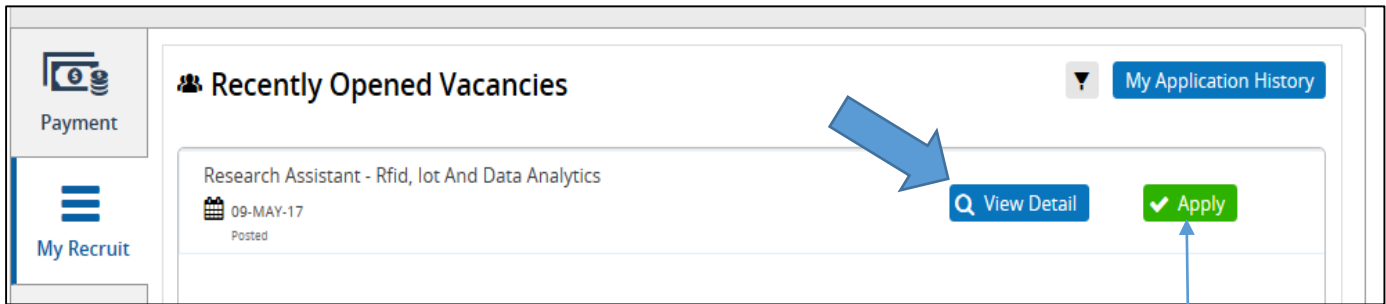 Payment
My Recruit
Recently Opened Vacancies
My Application History
Research Assistant - Rfid, Iot And Data Analytics
09-MAY-17
Posted
View Detail
Apply